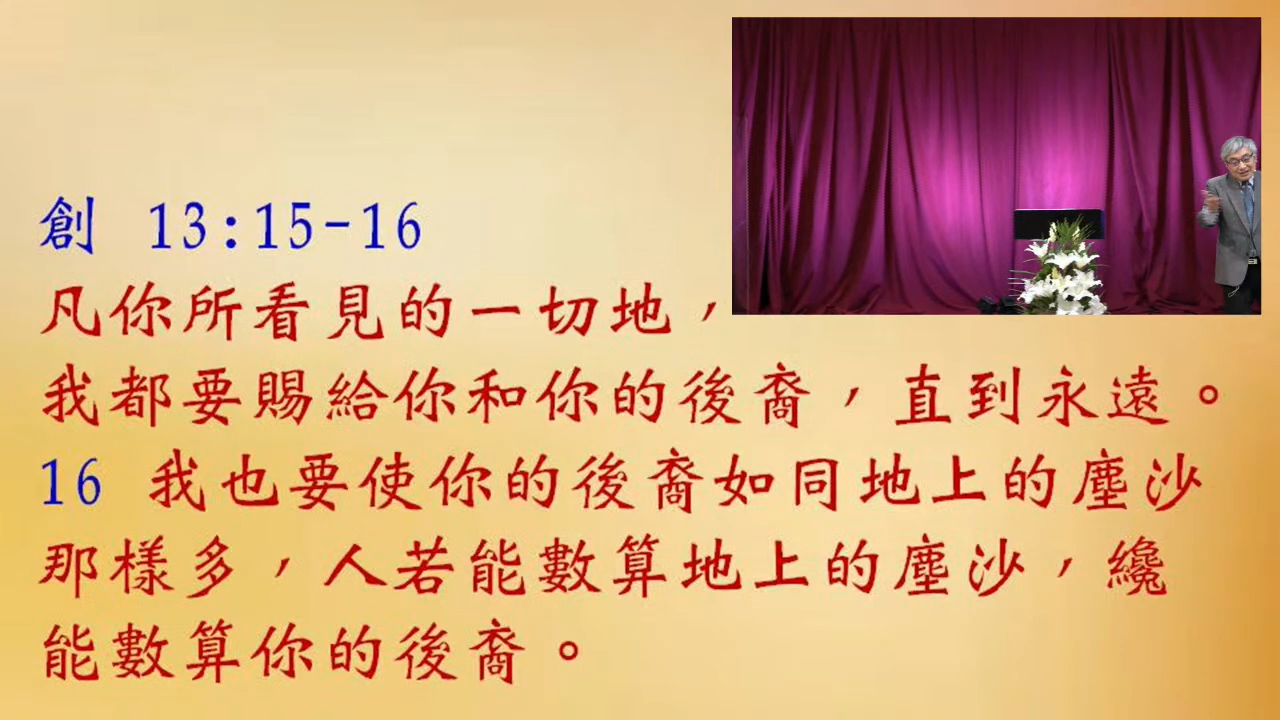 創 13:15-16
凡你所看見的一切地，
我都要賜給你和你的後裔，直到永遠。
16 我也要使你的後裔如同地上的塵沙
那樣多，人若能數算地上的塵沙，纔
能數算你的後裔。